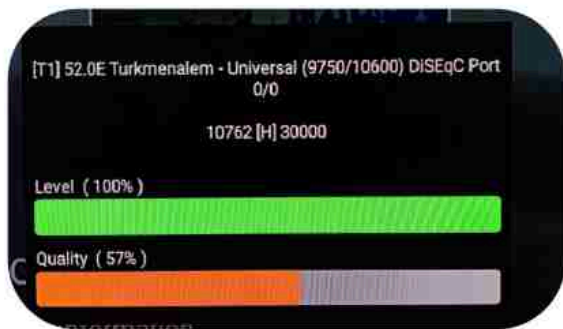 [T1] 52.0E Turkmenalem - Universal (9750/10600) DiSEqC Port
0/0
10762 [H] 30000
Level ( 100% )
Quality ( 57% )